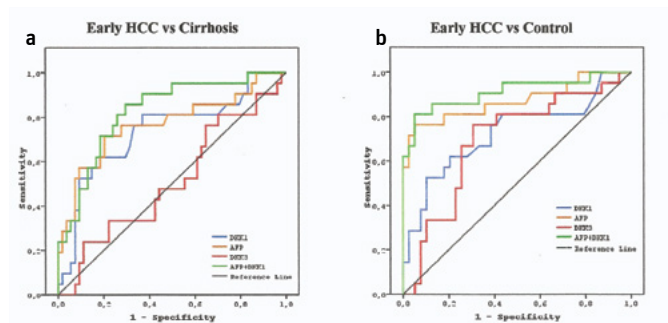 a
Early HCC vs Cirrhosis
Sensitivity
1,0
0,8
0,6
0,4
0,2
0,0
DKK1
AFP
DKK3
AFP+DKK1
Reference Line
0,0 0,2 0,4 0,6 0,8 1,0
1 - Specificity
b
Early HCC vs Control
Sensitivity
1,0
0,8
0,6
0,4
0,2
0,0
DKK1
AFP
DKK3
AFP+DKK1
Reference Line
0,0 0,2 0,4 0,6 0,8 1,0
1 - Specificity